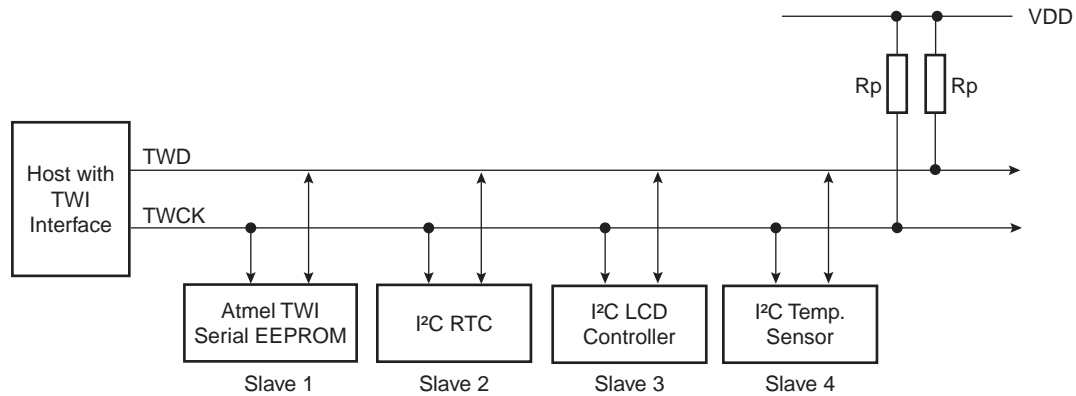 VDD
Rp
Rp
Host with
TWI
Interface
TWD
TWCK
Atmel TWI
Serial EEPROM
I²C RTC
I²C LCD
Controller
I²C Temp.
Sensor
Slave 1
Slave 2
Slave 3
Slave 4